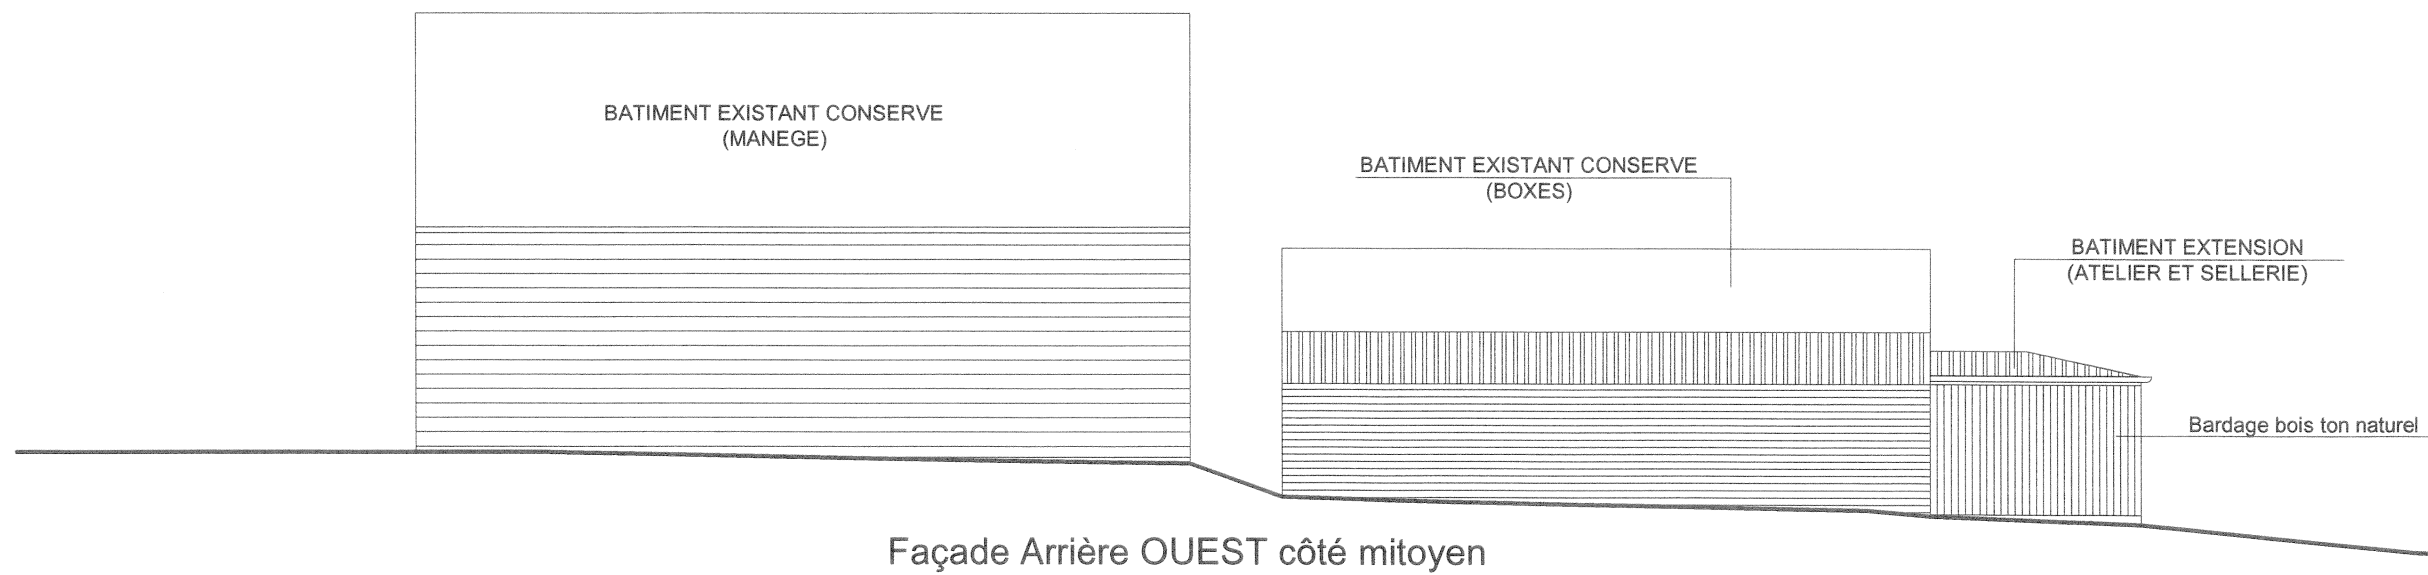 BATIMENT EXISTANT CONSERVE
(MANEGE)
BATIMENT EXISTANT CONSERVE
(BOXES)
BATIMENT EXTENSION
(ATELIER ET SELLERIE)
Bardage bois ton naturel
Façade Arrière OUEST côté mitoyen